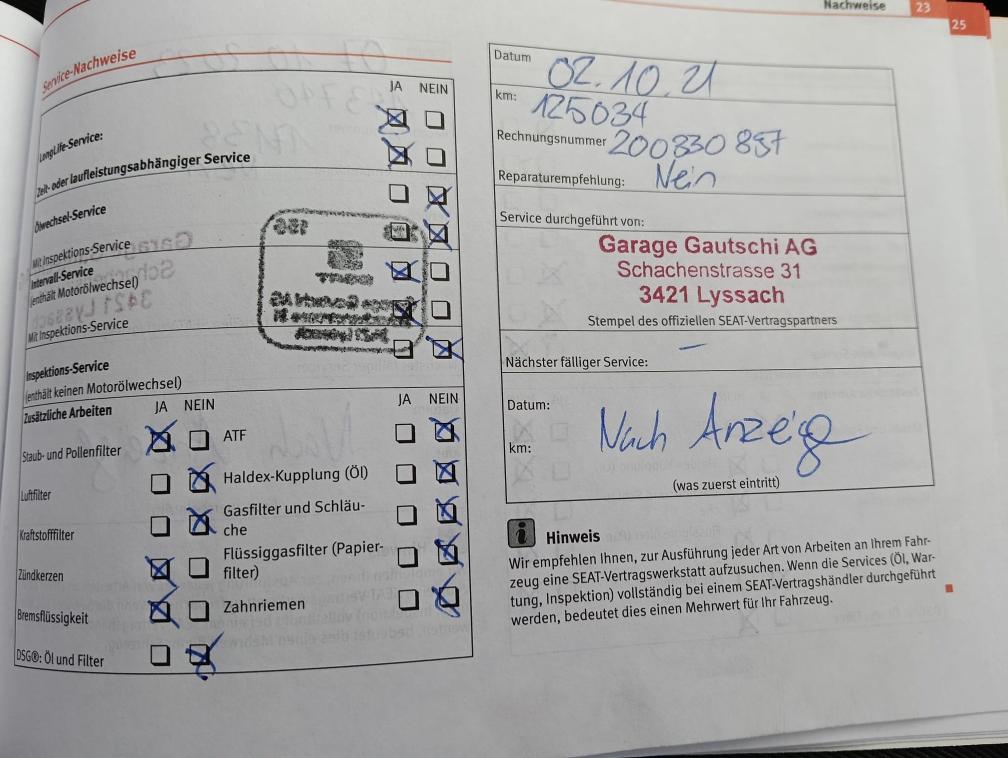 Nachweise 23
25
Service-Nachweise
JA NEIN
LongLife-Service:
Zeit- oder laufleistungsabhängiger Service
Ölwechsel-Service
Mit Inspektions-Service
Intervall-Service
(enthält Motorölwechsel)
Mit Inspektions-Service
Inspektions-Service
(enthält keinen Motorölwechsel)
Zusätzliche Arbeiten
JA NEIN
JA NEIN
Staub- und Pollenfilter
ATF
Luftfilter
Haldex-Kupplung (Öl)
Kraftstofffilter
Gasfilter und Schläu-
che
Zündkerzen
Flüssiggasfilter (Papier-
filter)
Bremsflüssigkeit
Zahnriemen
DSG®: Öl und Filter
Datum 02.10.21
km: 125034
Rechnungsnummer 200330857
Reparaturempfehlung: Nein
Service durchgeführt von:
Garage Gautschi AG
Schachenstrasse 31
3421 Lyssach
Stempel des offiziellen SEAT-Vertragspartners
Nächster fälliger Service: –
Datum:
km:
Nach Anzeige
(was zuerst eintritt)
Hinweis
Wir empfehlen Ihnen, zur Ausführung jeder Art von Arbeiten an Ihrem Fahr-
zeug eine SEAT-Vertragswerkstatt aufzusuchen. Wenn die Services (Öl, War-
tung, Inspektion) vollständig bei einem SEAT-Vertragshändler durchgeführt
werden, bedeutet dies einen Mehrwert für Ihr Fahrzeug.